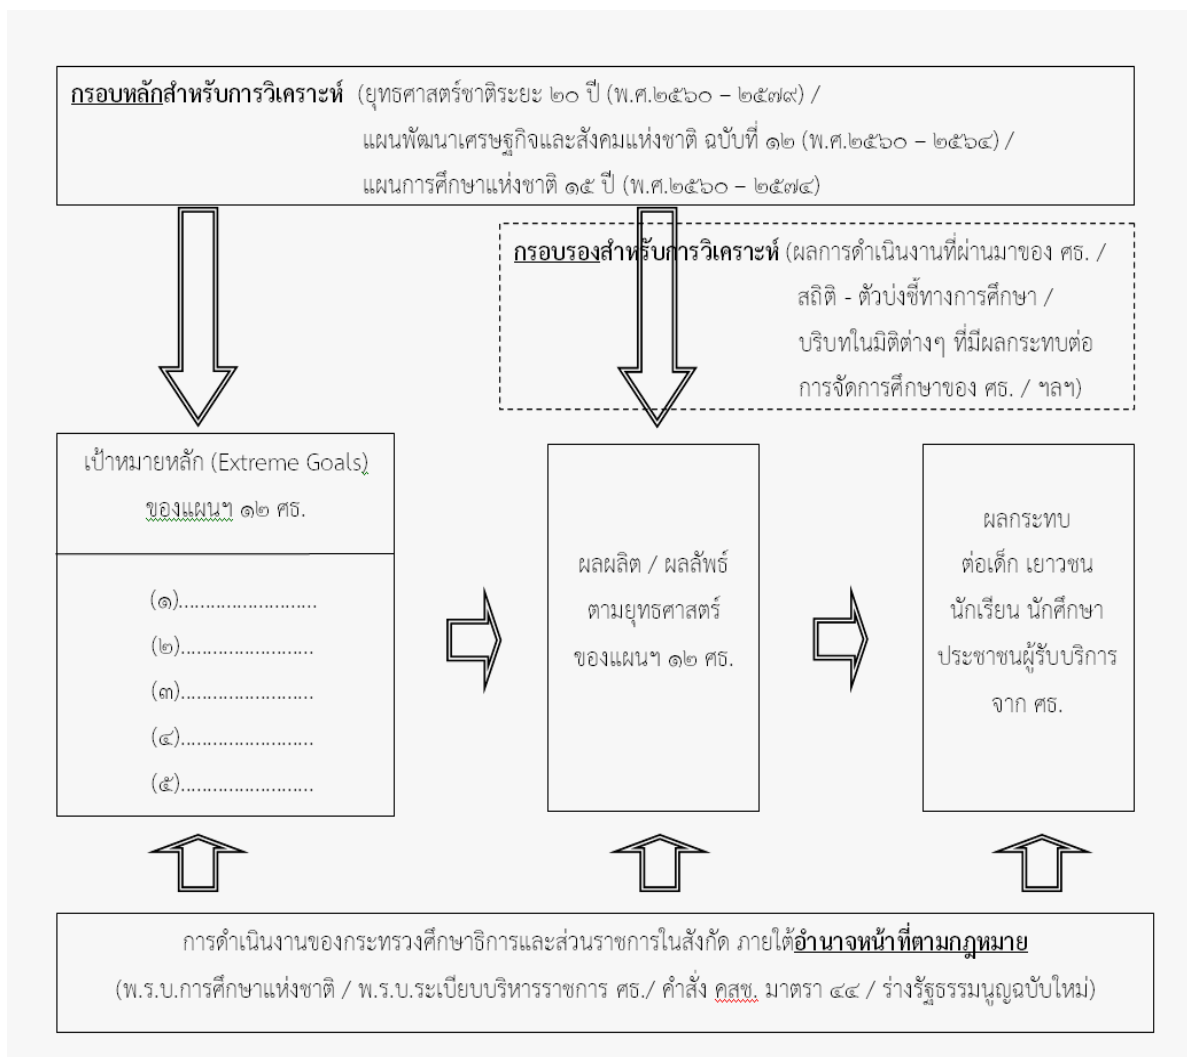 กรอบหลักสำหรับการวิเคราะห์ (ยุทธศาสตร์ชาติระยะ ๒๐ ปี (พ.ศ.๒๕๖๐ – ๒๕๗๙) /
แผนพัฒนาเศรษฐกิจและสังคมแห่งชาติ ฉบับที่ ๑๒ (พ.ศ.๒๕๖๐ – ๒๕๖๔) /
แผนการศึกษาแห่งชาติ ๑๕ ปี (พ.ศ.๒๕๖๐ – ๒๕๗๔)
กรอบรองสำหรับการวิเคราะห์ (ผลการดำเนินงานที่ผ่านมาของ ศธ. /
สถิติ - ตัวบ่งชี้ทางการศึกษา /
บริบทในมิติต่างๆ ที่มีผลกระทบต่อ
การจัดการศึกษาของ ศธ. / ฯลฯ)
เป้าหมายหลัก (Extreme Goals)
ของแผนฯ ๑๒ ศธ.
(๑)...........................
(๒)..........................
(๓)..........................
(๔)..........................
(๕)..........................
ผลผลิต / ผลลัพธ์
ตามยุทธศาสตร์
ของแผนฯ ๑๒ ศธ.
ผลกระทบ
ต่อเด็ก เยาวชน
นักเรียน นักศึกษา
ประชาชนผู้รับบริการ
จาก ศธ.
การดำเนินงานของกระทรวงศึกษาธิการและส่วนราชการในสังกัด ภายใต้อำนาจหน้าที่ตามกฎหมาย
(พ.ร.บ.การศึกษาแห่งชาติ / พ.ร.บ.ระเบียบบริหารราชการ ศธ./ คำสั่ง คสช. มาตรา ๔๔ / ร่างรัฐธรรมนูญฉบับใหม่)